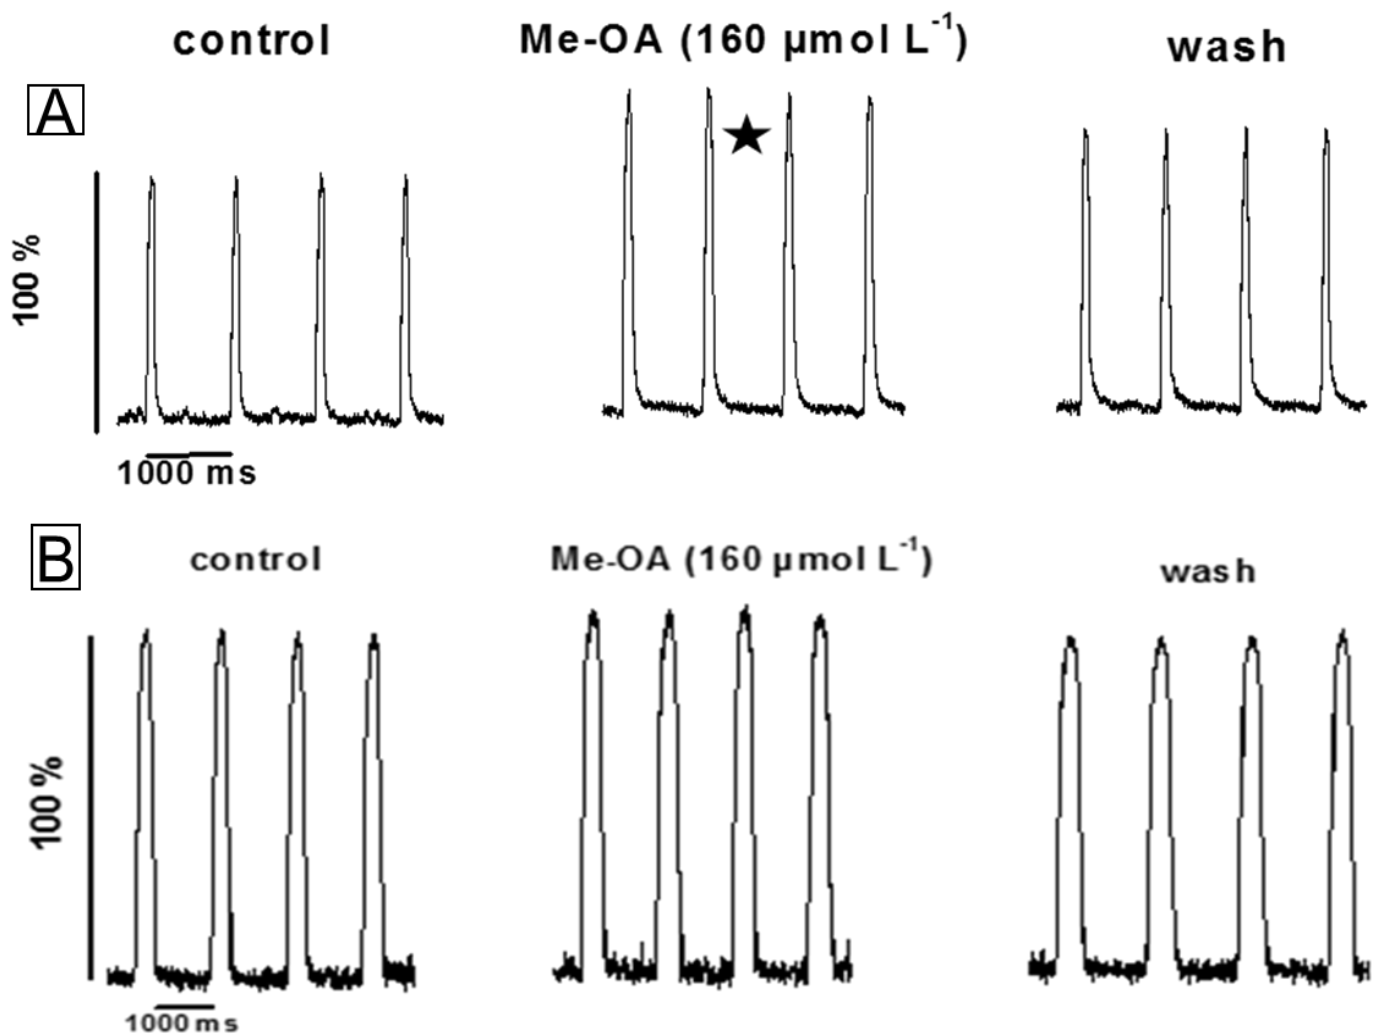 control
Me-OA (160 µmol L-1)
wash
A
100 %
1000 ms
B
control
Me-OA (160 µmol L-1)
wash
100 %
1000 ms